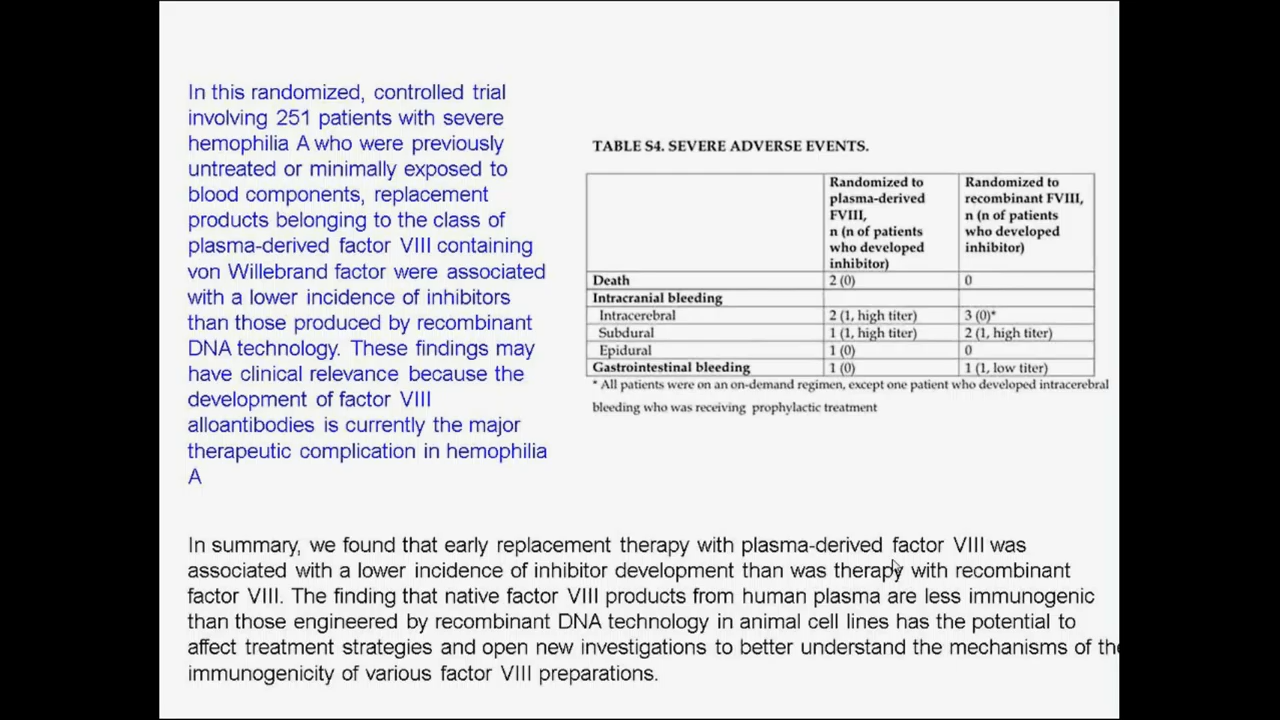 In this randomized, controlled trial
involving 251 patients with severe
hemophilia A who were previously
untreated or minimally exposed to
blood components, replacement
products belonging to the class of
plasma-derived factor VIII containing
von Willebrand factor were associated
with a lower incidence of inhibitors
than those produced by recombinant
DNA technology. These findings may
have clinical relevance because the
development of factor VIII
alloantibodies is currently the major
therapeutic complication in hemophilia
A
TABLE S4. SEVERE ADVERSE EVENTS.
Randomized to
plasma-derived
FVIII,
n (n of patients
who developed
inhibitor)
Randomized to
recombinant FVIII,
n (n of patients
who developed
inhibitor)
Death 2 (0) 0
Intracranial bleeding
Intracerebral 2 (1, high titer) 3 (0)*
Subdural 1 (1, high titer) 2 (1, high titer)
Epidural 1 (0) 0
Gastrointestinal bleeding 1 (0) 1 (1, low titer)
* All patients were on an on-demand regimen, except one patient who developed intracerebral
bleeding who was receiving prophylactic treatment
In summary, we found that early replacement therapy with plasma-derived factor VIII was
associated with a lower incidence of inhibitor development than was therapy with recombinant
factor VIII. The finding that native factor VIII products from human plasma are less immunogenic
than those engineered by recombinant DNA technology in animal cell lines has the potential to
affect treatment strategies and open new investigations to better understand the mechanisms of the
immunogenicity of various factor VIII preparations.